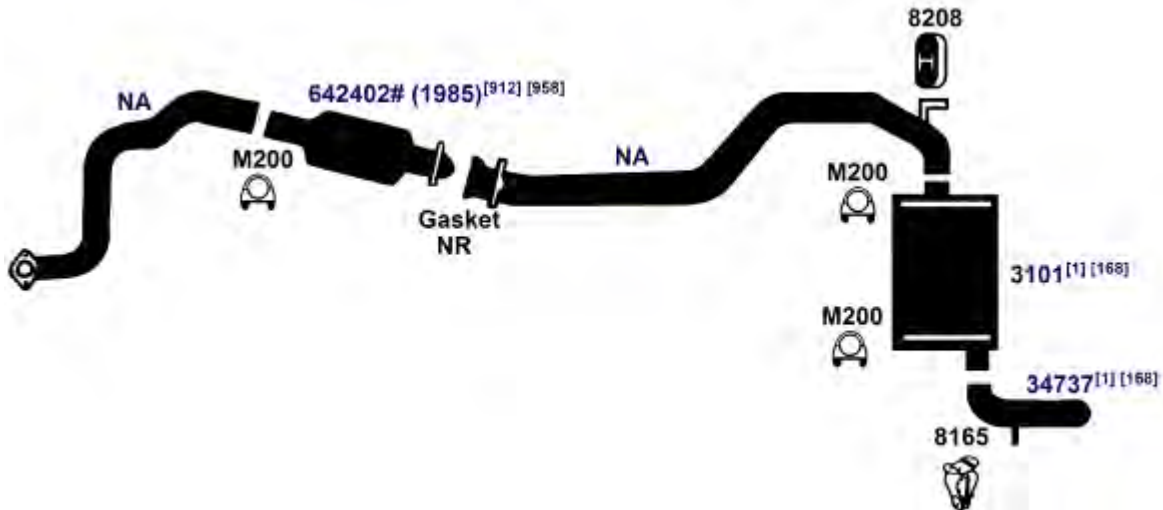 8208
642402# (1985)[912] [958]
NA
M200
NA
M200
Gasket
NR
3101[1] [168]
M200
34737[1] [168]
8165